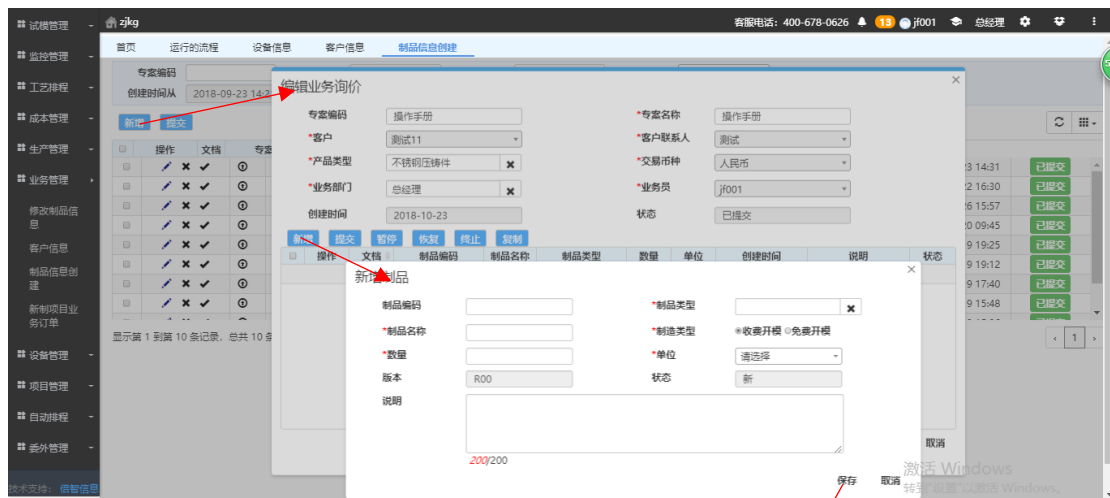 zjkg 客服电话：400-678-0626 13 jf001 总经理
试模管理
监控管理
工艺排程
成本管理
生产管理
业务管理
修改制品信息
客户信息
制品信息创建
新制项目业务订单
设备管理
项目管理
自动排程
委外管理
技术支持：佰智信息
首页 运行的流程 设备信息 客户信息 制品信息创建
专案编码
创建时间从 2018-09-23 14:2
新增 提交
操作 文档 专案
3 14:31 已提交
2 16:30 已提交
6 15:57 已提交
0 09:45 已提交
9 19:25 已提交
9 19:12 已提交
9 17:40 已提交
9 15:48 已提交
显示第 1 到第 10 条记录，总共 10 条
1
编辑业务询价
专案编码 操作手册 *专案名称 操作手册
*客户 测试11 *客户联系人 测试
*产品类型 不锈钢压铸件 *交易币种 人民币
*业务部门 总经理 *业务员 jf001
创建时间 2018-10-23 状态 已提交
新增 提交 暂停 恢复 终止 复制
操作 文档 制品编码 制品名称 制品类型 数量 单位 创建时间 说明 状态
取消
新增制品
制品编码 *制品类型
*制品名称 *制造类型 收费开模 免费开模
*数量 *单位 请选择
版本 R00 状态 新
说明
200/200
保存 取消
激活 Windows
转到"设置"以激活 Windows。